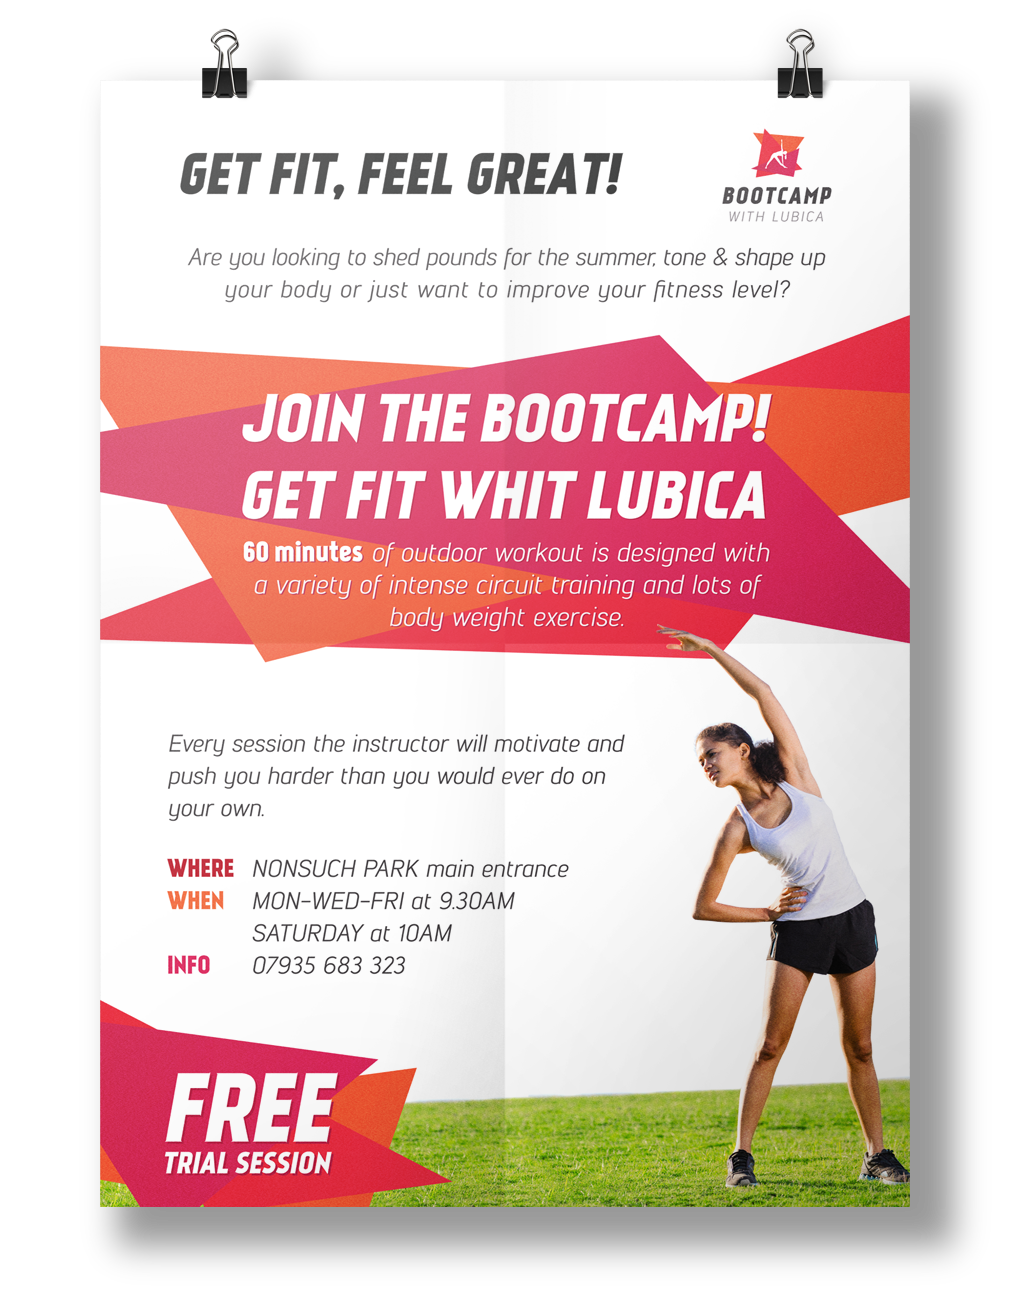 GET FIT, FEEL GREAT!
BOOTCAMP
WITH LUBICA
Are you looking to shed pounds for the summer, tone & shape up
your body or just want to improve your fitness level?
JOIN THE BOOTCAMP!
GET FIT WHIT LUBICA
60 minutes of outdoor workout is designed with
a variety of intense circuit training and lots of
body weight exercise.
Every session the instructor will motivate and
push you harder than you would ever do on
your own.
WHERE NONSUCH PARK main entrance
WHEN MON-WED-FRI at 9.30AM
SATURDAY at 10AM
INFO 07935 683 323
FREE
TRIAL SESSION